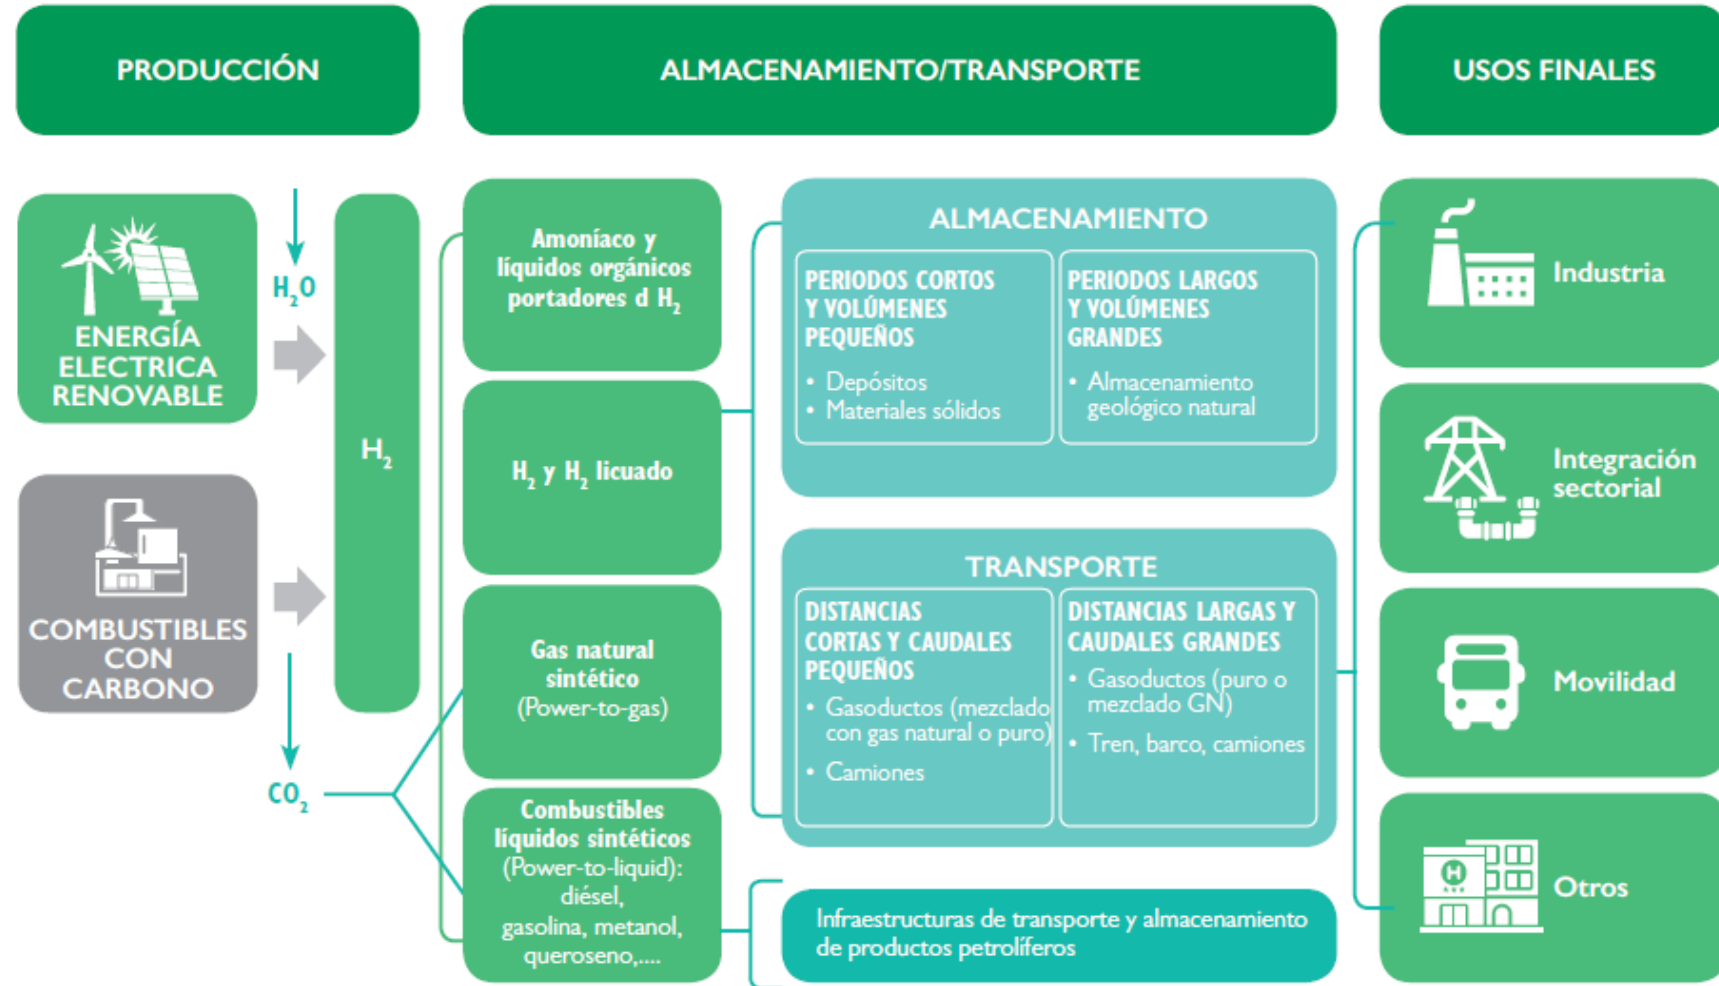 PRODUCCIÓN
ALMACENAMIENTO/TRANSPORTE
USOS FINALES
ENERGÍA
ELECTRICA
RENOVABLE
H₂O
COMBUSTIBLES
CON
CARBONO
CO₂
H₂
Amoníaco y
líquidos orgánicos
portadores d H₂
H₂ y H₂ licuado
Gas natural
sintético
(Power-to-gas)
Combustibles
líquidos sintéticos
(Power-to-liquid):
diésel,
gasolina, metanol,
queroseno,....
ALMACENAMIENTO
PERIODOS CORTOS
Y VOLÚMENES
PEQUEÑOS
• Depósitos
• Materiales sólidos
PERIODOS LARGOS
Y VOLÚMENES
GRANDES
• Almacenamiento
geológico natural
TRANSPORTE
DISTANCIAS
CORTAS Y CAUDALES
PEQUEÑOS
• Gasoductos (mezclado
con gas natural o puro)
• Camiones
DISTANCIAS LARGAS Y
CAUDALES GRANDES
• Gasoductos (puro o
mezclado GN)
• Tren, barco, camiones
Infraestructuras de transporte y almacenamiento
de productos petrolíferos
Industria
Integración
sectorial
Movilidad
H
Otros